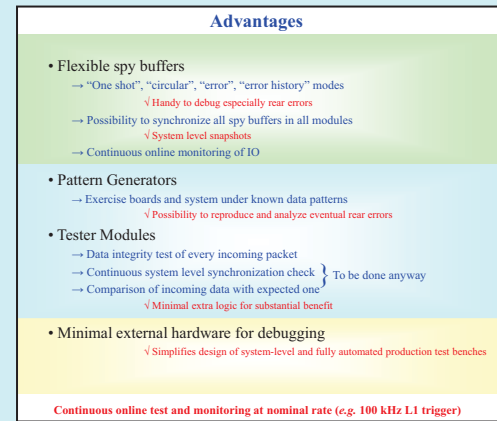 Advantages
• Flexible spy buffers
→ “One shot”, “circular”, “error”, “error history” modes
√ Handy to debug especially rear errors
→ Possibility to synchronize all spy buffers in all modules
√ System level snapshots
→ Continuous online monitoring of IO
• Pattern Generators
→ Exercise boards and system under known data patterns
√ Possibility to reproduce and analyze eventual rear errors
• Tester Modules
→ Data integrity test of every incoming packet
→ Continuous system level synchronization check
} To be done anyway
→ Comparison of incoming data with expected one
√ Minimal extra logic for substantial benefit
• Minimal external hardware for debugging
√ Simplifies design of system-level and fully automated production test benches
Continuous online test and monitoring at nominal rate (e.g. 100 kHz L1 trigger)